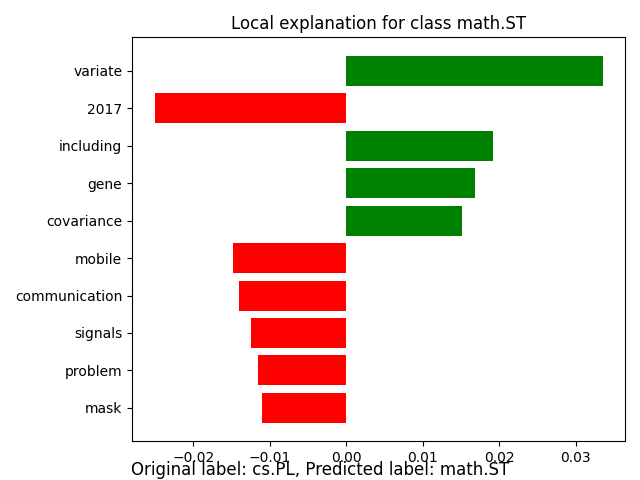 Local explanation for class math.ST
variate
2017
including
gene
covariance
mobile
communication
signals
problem
mask
−0.02 −0.01 0.00 0.01 0.02 0.03
Original label: cs.PL, Predicted label: math.ST